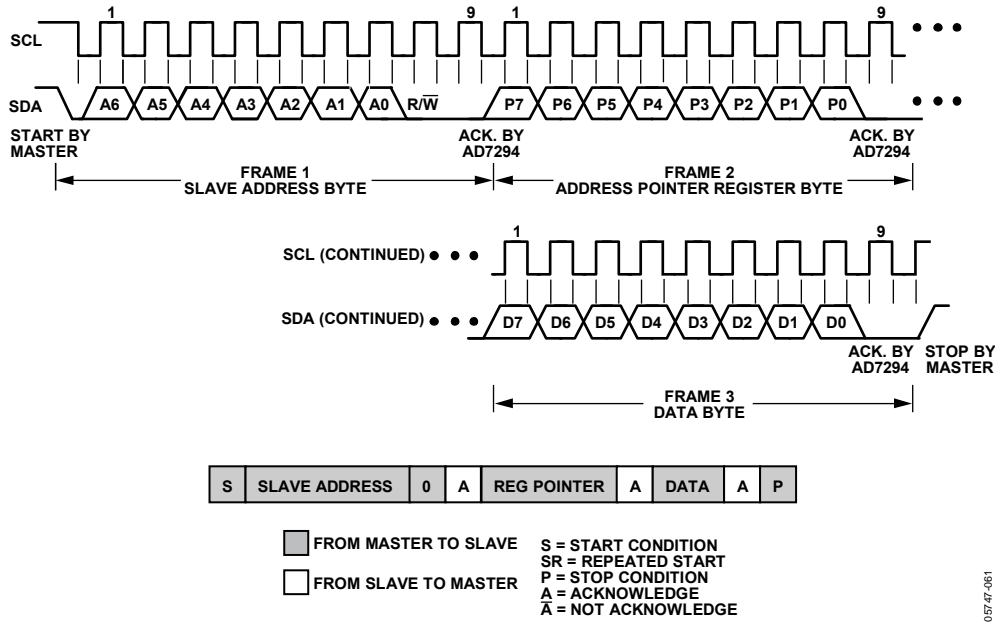 1 9 1 9
SCL
SDA A6 A5 A4 A3 A2 A1 A0 R/W̅ P7 P6 P5 P4 P3 P2 P1 P0
START BY
MASTER
ACK. BY
AD7294
ACK. BY
AD7294
FRAME 1
SLAVE ADDRESS BYTE
FRAME 2
ADDRESS POINTER REGISTER BYTE
1 9
SCL (CONTINUED)
SDA (CONTINUED) D7 D6 D5 D4 D3 D2 D1 D0
ACK. BY
AD7294
STOP BY
MASTER
FRAME 3
DATA BYTE
S SLAVE ADDRESS 0 A REG POINTER A DATA A P
FROM MASTER TO SLAVE
FROM SLAVE TO MASTER
S = START CONDITION
SR = REPEATED START
P = STOP CONDITION
A = ACKNOWLEDGE
A̅ = NOT ACKNOWLEDGE
05747-061